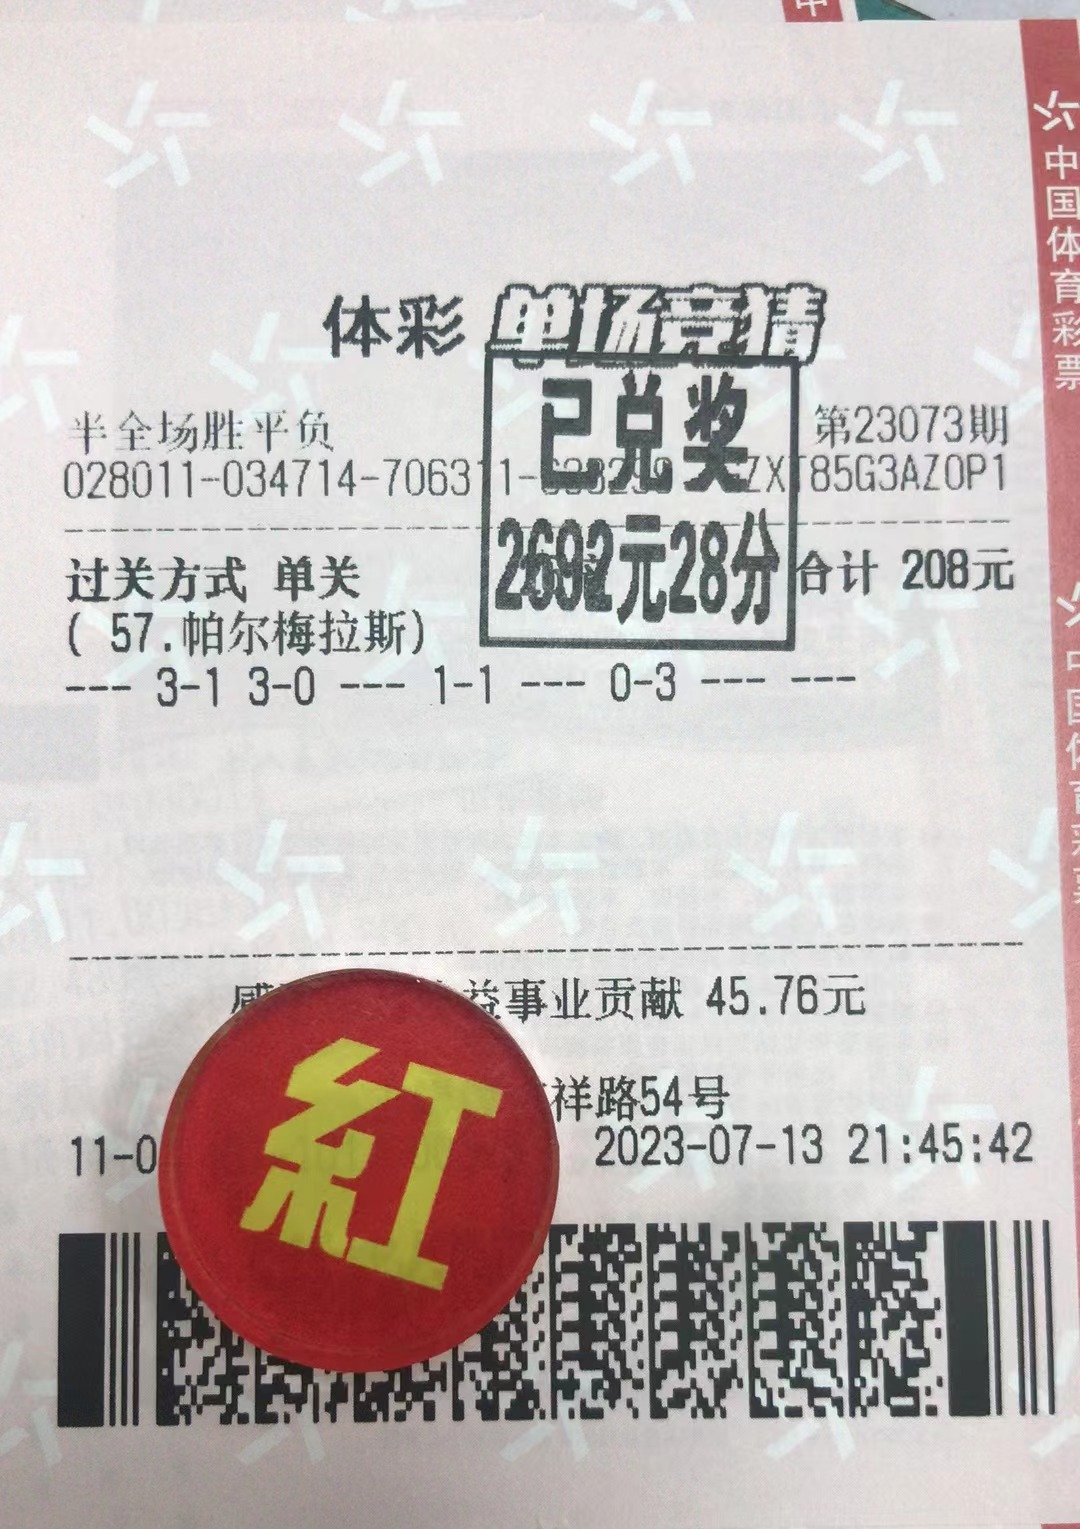 体彩 单场竞猜
已兑奖
2692元28分
半全场胜平负
第23073期
028011-034714-7063
ZXT85G3AZ0P1
过关方式 单关
合计 208元
( 57.帕尔梅拉斯)
--- 3-1 3-0 --- 1-1 --- 0-3 --- ---
益事业贡献 45.76元
祥路54号
11-0
2023-07-13 21:45:42
紅
中国体育彩票